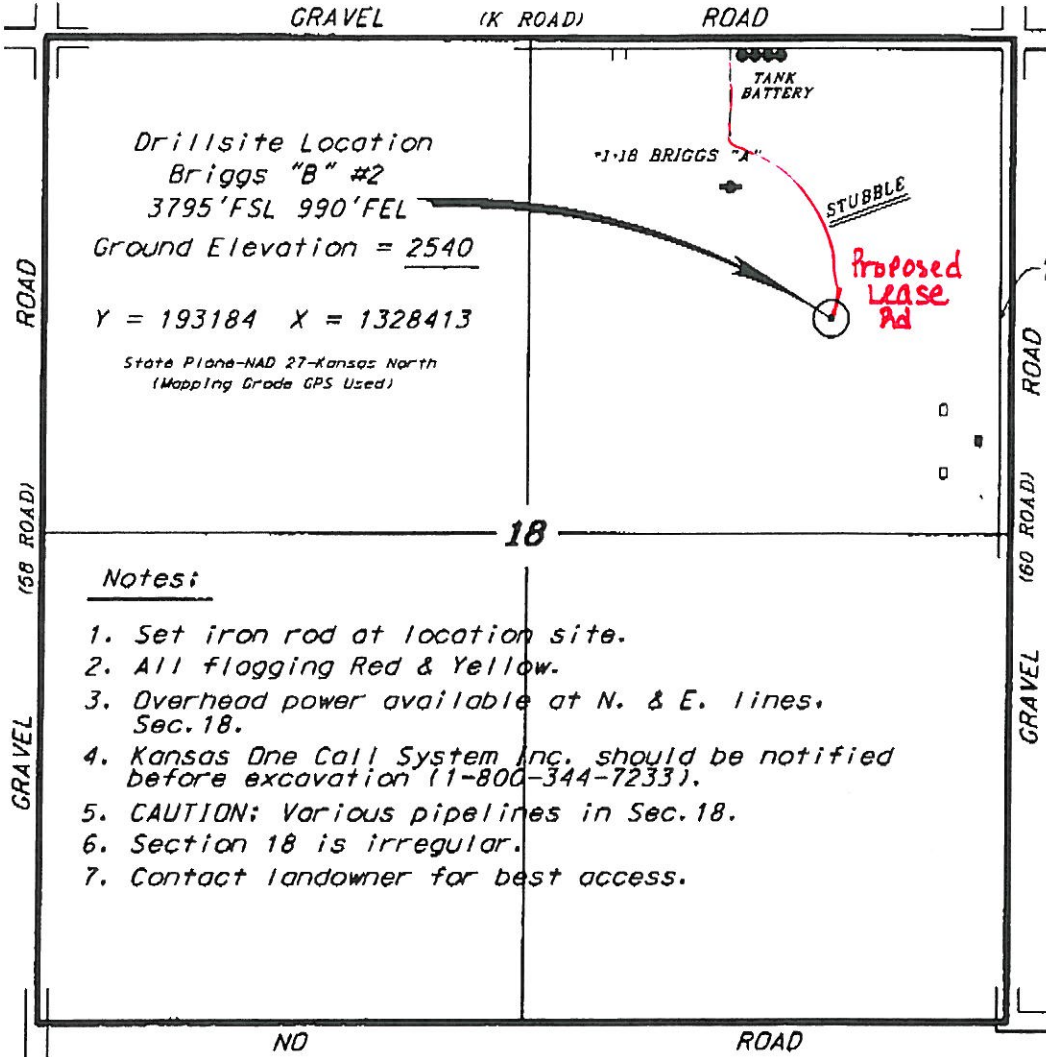 GRAVEL (K ROAD) ROAD
TANK
BATTERY
Drillsite Location
Briggs "B" #2
3795'FSL 990'FEL
Ground Elevation = 2540
Y = 193184 X = 1328413
State Plane-NAD 27-Kansas North
(Mapping Grade GPS Used)
"1-18 BRIGGS "A"
STUBBLE
Proposed
Lease
Rd
GRAVEL (58 ROAD) ROAD
GRAVEL (60 ROAD) ROAD
18
Notes:
1. Set iron rod at location site.
2. All flagging Red & Yellow.
3. Overhead power available at N. & E. lines,
Sec. 18.
4. Kansas One Call System Inc. should be notified
before excavation (1-800-344-7233).
5. CAUTION: Various pipelines in Sec. 18.
6. Section 18 is irregular.
7. Contact landowner for best access.
NO ROAD